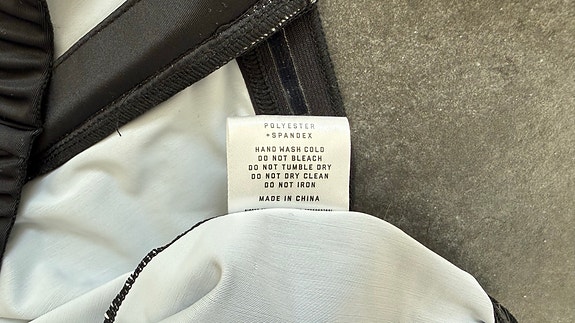 POLYESTER
+SPANDEX
HAND WASH COLD
DO NOT BLEACH
DO NOT TUMBLE DRY
DO NOT DRY CLEAN
DO NOT IRON
MADE IN CHINA